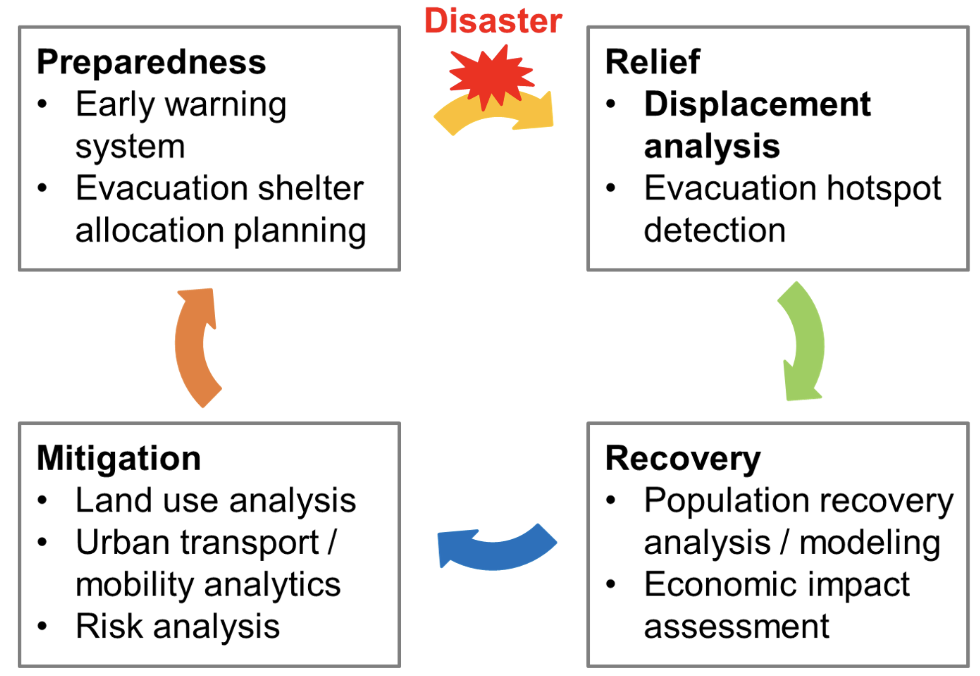 Disaster
Preparedness
• Early warning
system
• Evacuation shelter
allocation planning
Relief
• Displacement
analysis
• Evacuation hotspot
detection
Mitigation
• Land use analysis
• Urban transport /
mobility analytics
• Risk analysis
Recovery
• Population recovery
analysis / modeling
• Economic impact
assessment